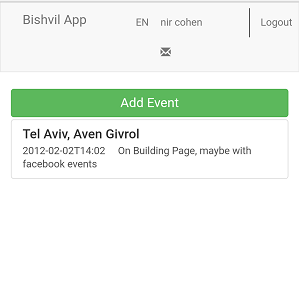 Bishvil App EN nir cohen Logout
Add Event
Tel Aviv, Aven Givrol
2012-02-02T14:02 On Building Page, maybe with
facebook events